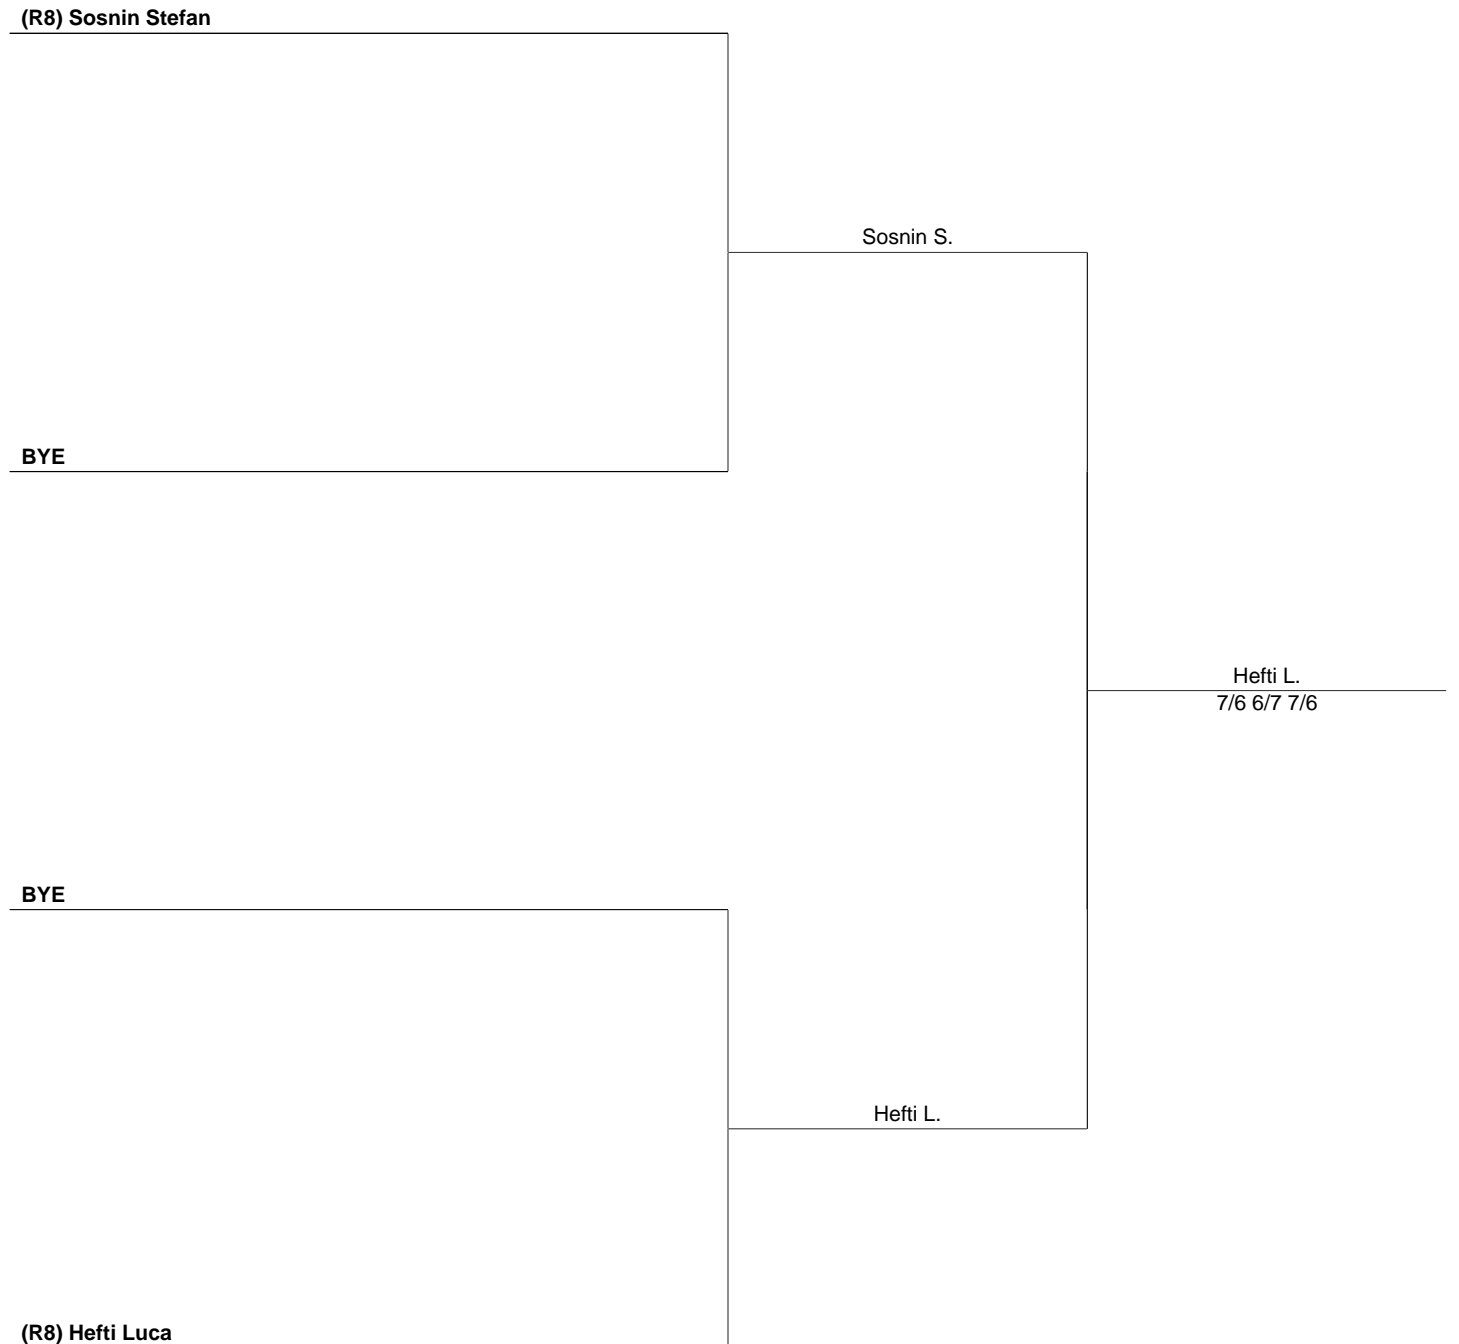 (R8) Sosnin Stefan
Sosnin S.
BYE
Hefti L.
7/6 6/7 7/6
BYE
Hefti L.
(R8) Hefti Luca